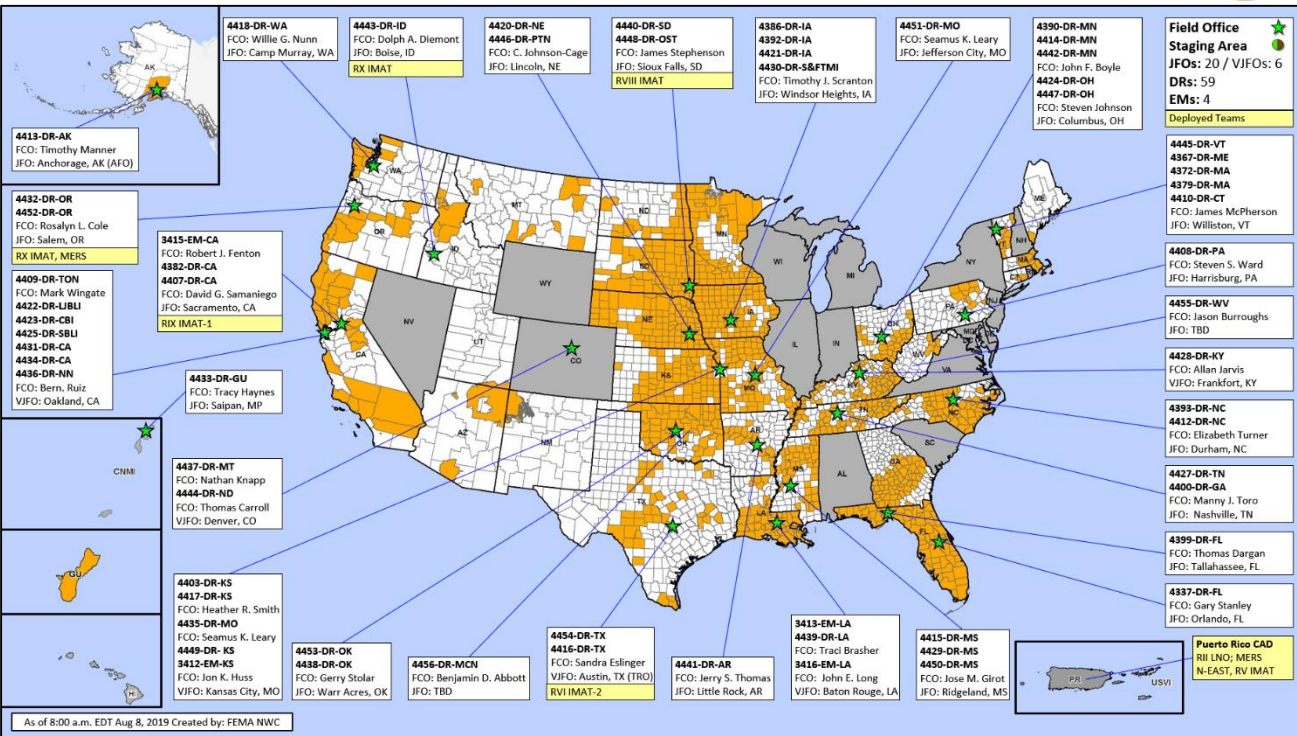 4418-DR-WA
FCO: Willie G. Nunn
JFO: Camp Murray, WA
4443-DR-ID
FCO: Dolph A. Diemont
JFO: Boise, ID
RX IMAT
4420-DR-NE
4446-DR-PTN
FCO: C. Johnson-Cage
JFO: Lincoln, NE
4440-DR-SD
4448-DR-OST
FCO: James Stephenson
JFO: Sioux Falls, SD
RVIII IMAT
4386-DR-IA
4392-DR-IA
4421-DR-IA
4430-DR-S&FTMI
FCO: Timothy J. Scranton
JFO: Windsor Heights, IA
4451-DR-MO
FCO: Seamus K. Leary
JFO: Jefferson City, MO
4390-DR-MN
4414-DR-MN
4442-DR-MN
FCO: John F. Boyle
4424-DR-OH
4447-DR-OH
FCO: Steven Johnson
JFO: Columbus, OH
Field Office
Staging Area
JFOs: 20 / VJFOs: 6
DRs: 59
EMs: 4
Deployed Teams
AK
4413-DR-AK
FCO: Timothy Manner
JFO: Anchorage, AK (AFO)
4432-DR-OR
4452-DR-OR
FCO: Rosalyn L. Cole
JFO: Salem, OR
RX IMAT, MERS
3415-EM-CA
FCO: Robert J. Fenton
4382-DR-CA
4407-DR-CA
FCO: David G. Samaniego
JFO: Sacramento, CA
RIX IMAT-1
4409-DR-TON
FCO: Mark Wingate
4422-DR-LJBLI
4423-DR-CBI
4425-DR-SBLI
4431-DR-CA
4434-DR-CA
4436-DR-NN
FCO: Bern. Ruiz
VJFO: Oakland, CA
4433-DR-GU
FCO: Tracy Haynes
JFO: Saipan, MP
4437-DR-MT
FCO: Nathan Knapp
4444-DR-ND
FCO: Thomas Carroll
VJFO: Denver, CO
4403-DR-KS
4417-DR-KS
FCO: Heather R. Smith
4435-DR-MO
FCO: Seamus K. Leary
4449-DR- KS
3412-EM-KS
FCO: Jon K. Huss
VJFO: Kansas City, MO
4453-DR-OK
4438-DR-OK
FCO: Gerry Stolar
JFO: Warr Acres, OK
4456-DR-MCN
FCO: Benjamin D. Abbott
JFO: TBD
4454-DR-TX
4416-DR-TX
FCO: Sandra Eslinger
VJFO: Austin, TX (TRO)
RVI IMAT-2
4441-DR-AR
FCO: Jerry S. Thomas
JFO: Little Rock, AR
3413-EM-LA
4439-DR-LA
FCO: Traci Brasher
3416-EM-LA
FCO: John E. Long
VJFO: Baton Rouge, LA
4415-DR-MS
4429-DR-MS
4450-DR-MS
FCO: Jose M. Girot
JFO: Ridgeland, MS
4445-DR-VT
4367-DR-ME
4372-DR-MA
4379-DR-MA
4410-DR-CT
FCO: James McPherson
JFO: Williston, VT
4408-DR-PA
FCO: Steven S. Ward
JFO: Harrisburg, PA
4455-DR-WV
FCO: Jason Burroughs
JFO: TBD
4428-DR-KY
FCO: Allan Jarvis
VJFO: Frankfort, KY
4393-DR-NC
4412-DR-NC
FCO: Elizabeth Turner
JFO: Durham, NC
4427-DR-TN
4400-DR-GA
FCO: Manny J. Toro
JFO: Nashville, TN
4399-DR-FL
FCO: Thomas Dargan
JFO: Tallahassee, FL
4337-DR-FL
FCO: Gary Stanley
JFO: Orlando, FL
Puerto Rico CAD
RII LNO; MERS
N-EAST, RV IMAT
WA
MT
ND
MN
WI
MI
NY
ME
NH
MA
OR
ID
WY
SD
IA
NE
PA
NJ
NV
UT
CO
KS
MO
IL
IN
OH
WV
VA
KY
CA
AZ
NM
OK
AR
TN
NC
SC
TX
LA
MS
AL
GA
FL
CNMI
GU
HI
PR
USVI
As of 8:00 a.m. EDT Aug 8, 2019 Created by: FEMA NWC